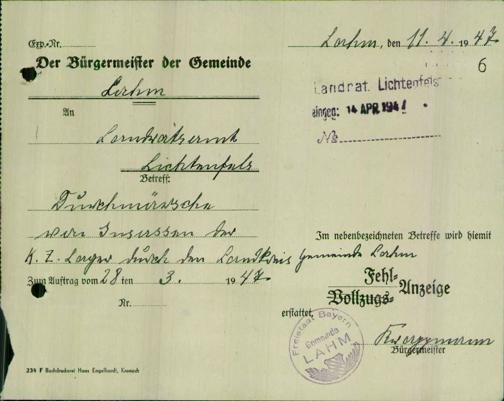 Exp.-Nr.
Der Bürgermeister der Gemeinde
Lahm
An
Landratsamt
Lichtenfels
Betreff:
Durchmärsche
von Insassen der
K. Z. Lager durch den Landkreis Gemeinde Lahm
Zum Auftrag vom 28 ten 3. 1947
Nr.
234 F Buchdruckerei Hans Engelhardt, Kronach
Lahm, den 11. 4. 1947
6
Landrat Lichtenfels
eingeg: 14 APR 194
No
Im nebenbezeichneten Betreffe wird hiemit
Fehl-
Vollzugs-Anzeige
erstattet.
Freistaat Bayern
Gemeinde
LAHM
Bürgermeister